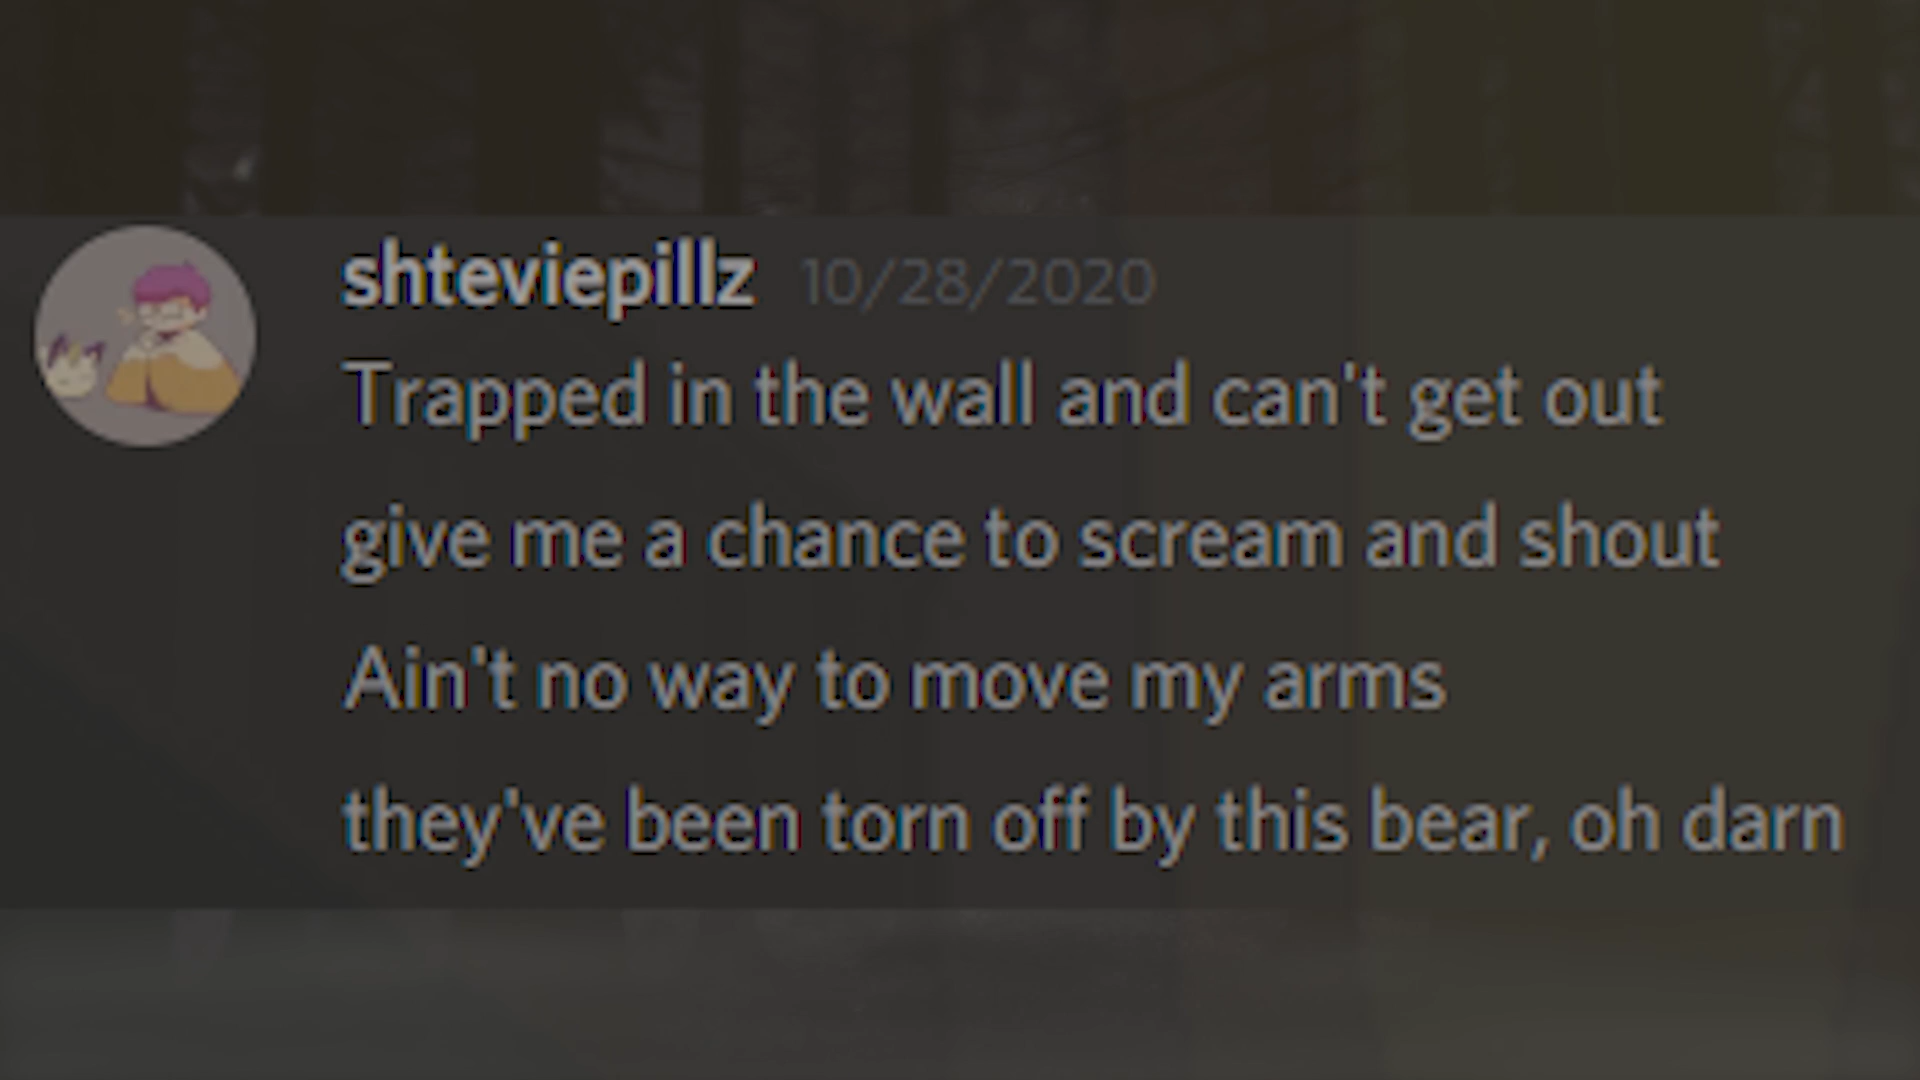 shteviepillz 10/28/2020
Trapped in the wall and can't get out
give me a chance to scream and shout
Ain't no way to move my arms
they've been torn off by this bear, oh darn